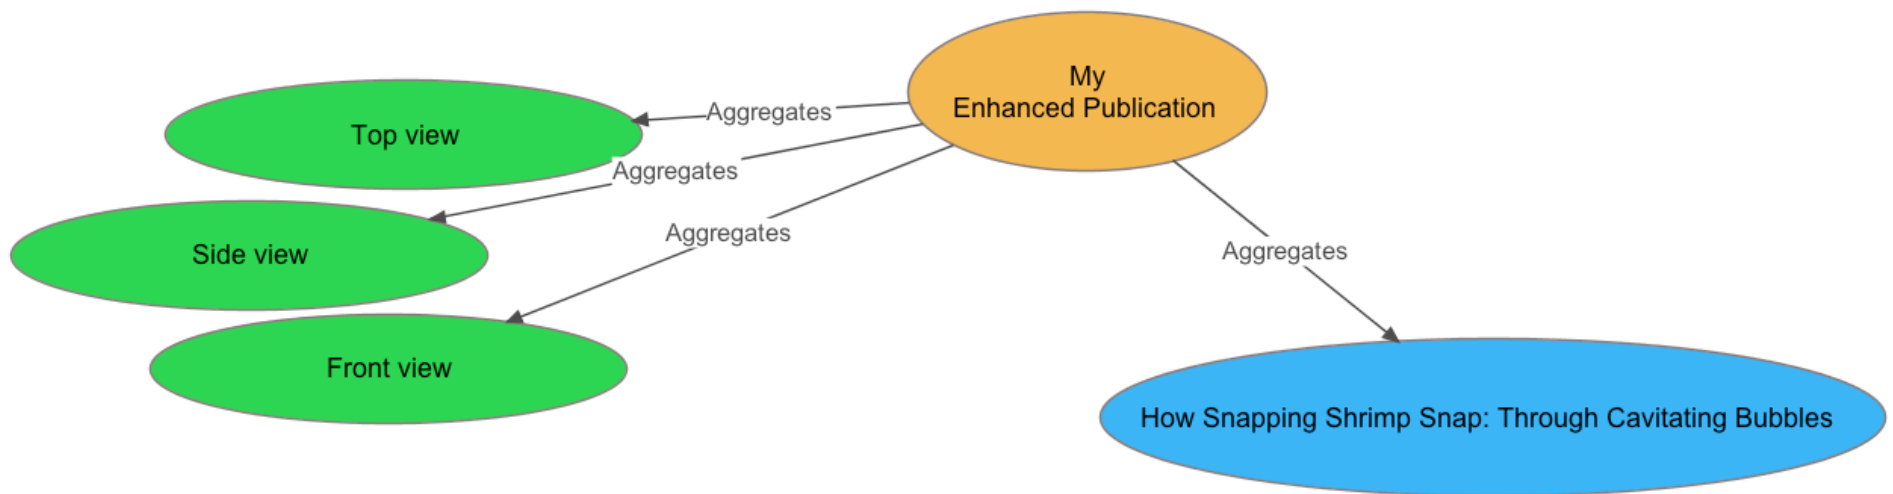 My
Enhanced Publication
Aggregates
Top view
Aggregates
Side view
Aggregates
Front view
Aggregates
How Snapping Shrimp Snap: Through Cavitating Bubbles